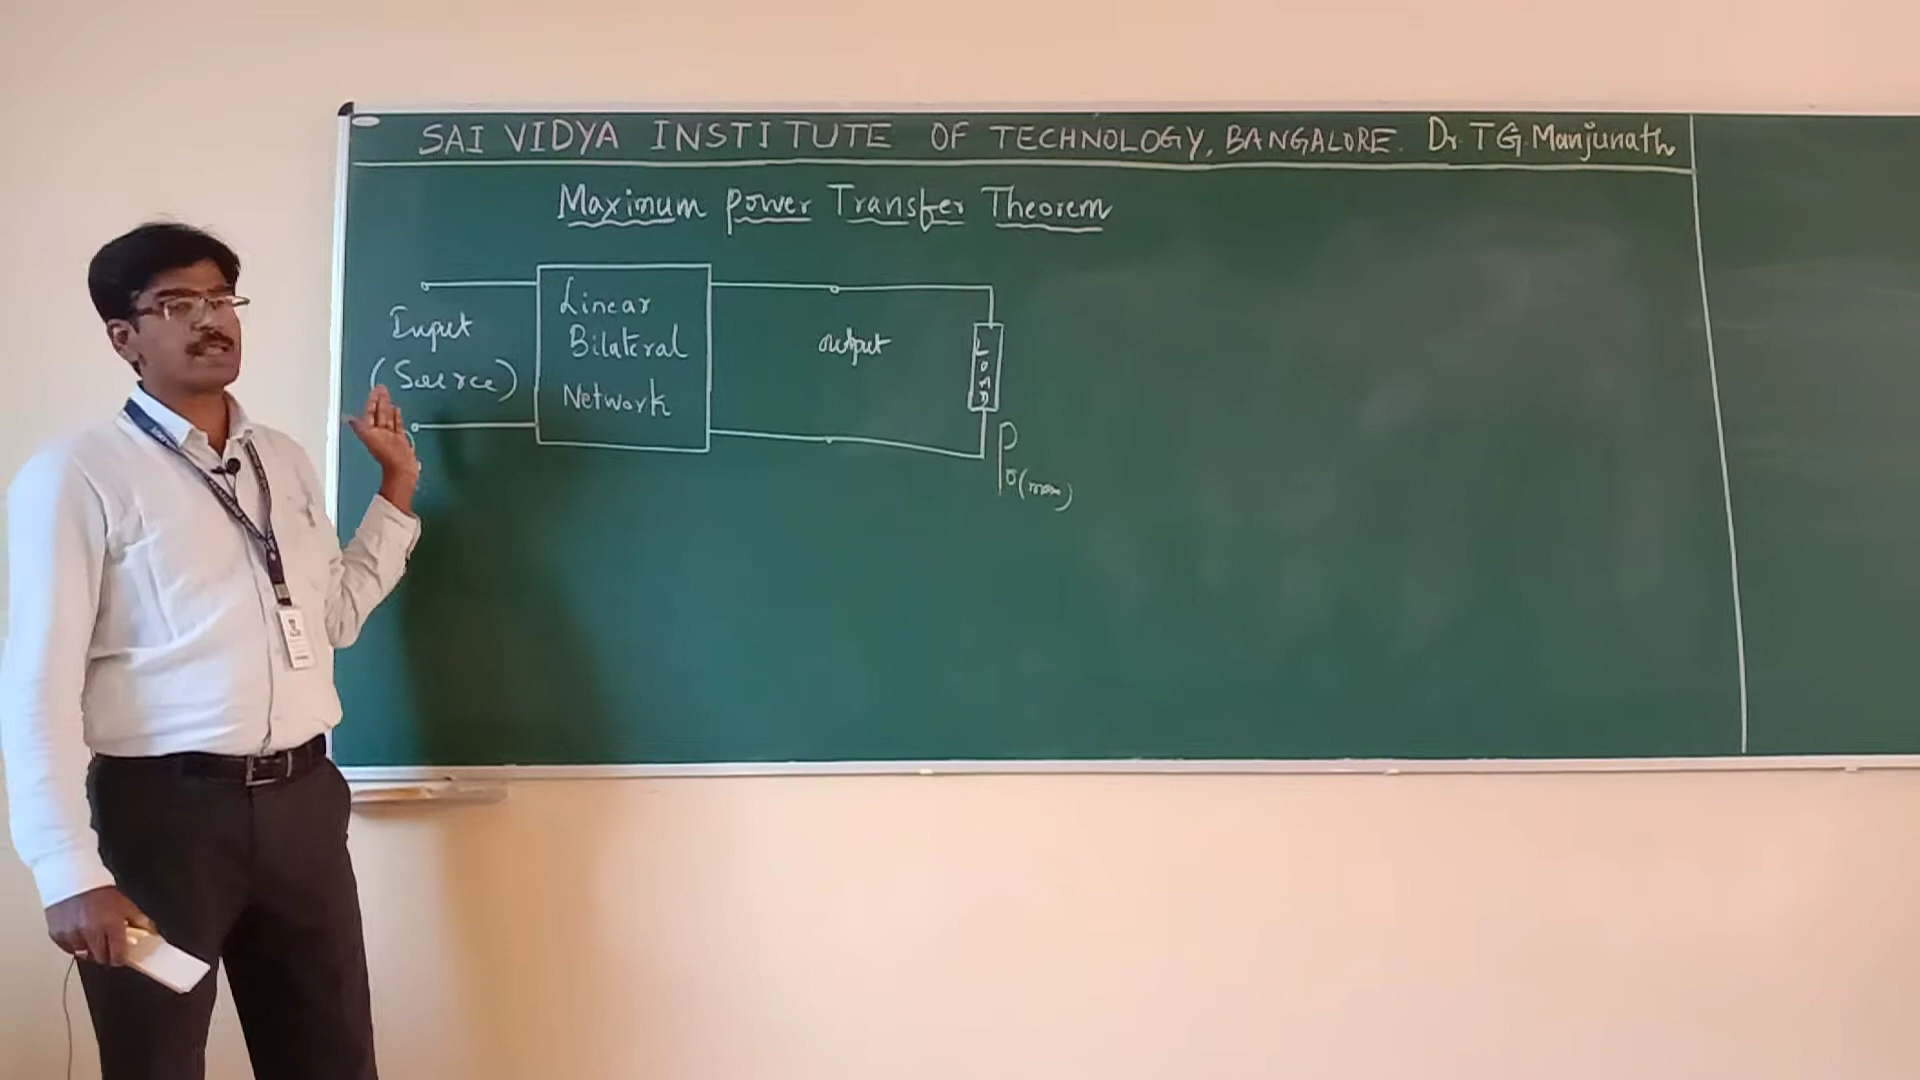 SAI VIDYA INSTITUTE OF TECHNOLOGY, BANGALORE. Dr. T G. Manjunath
Maximum Power Transfer Theorem
Input
(Source)
Linear
Bilateral
Network
output
LOAD
Po(max)